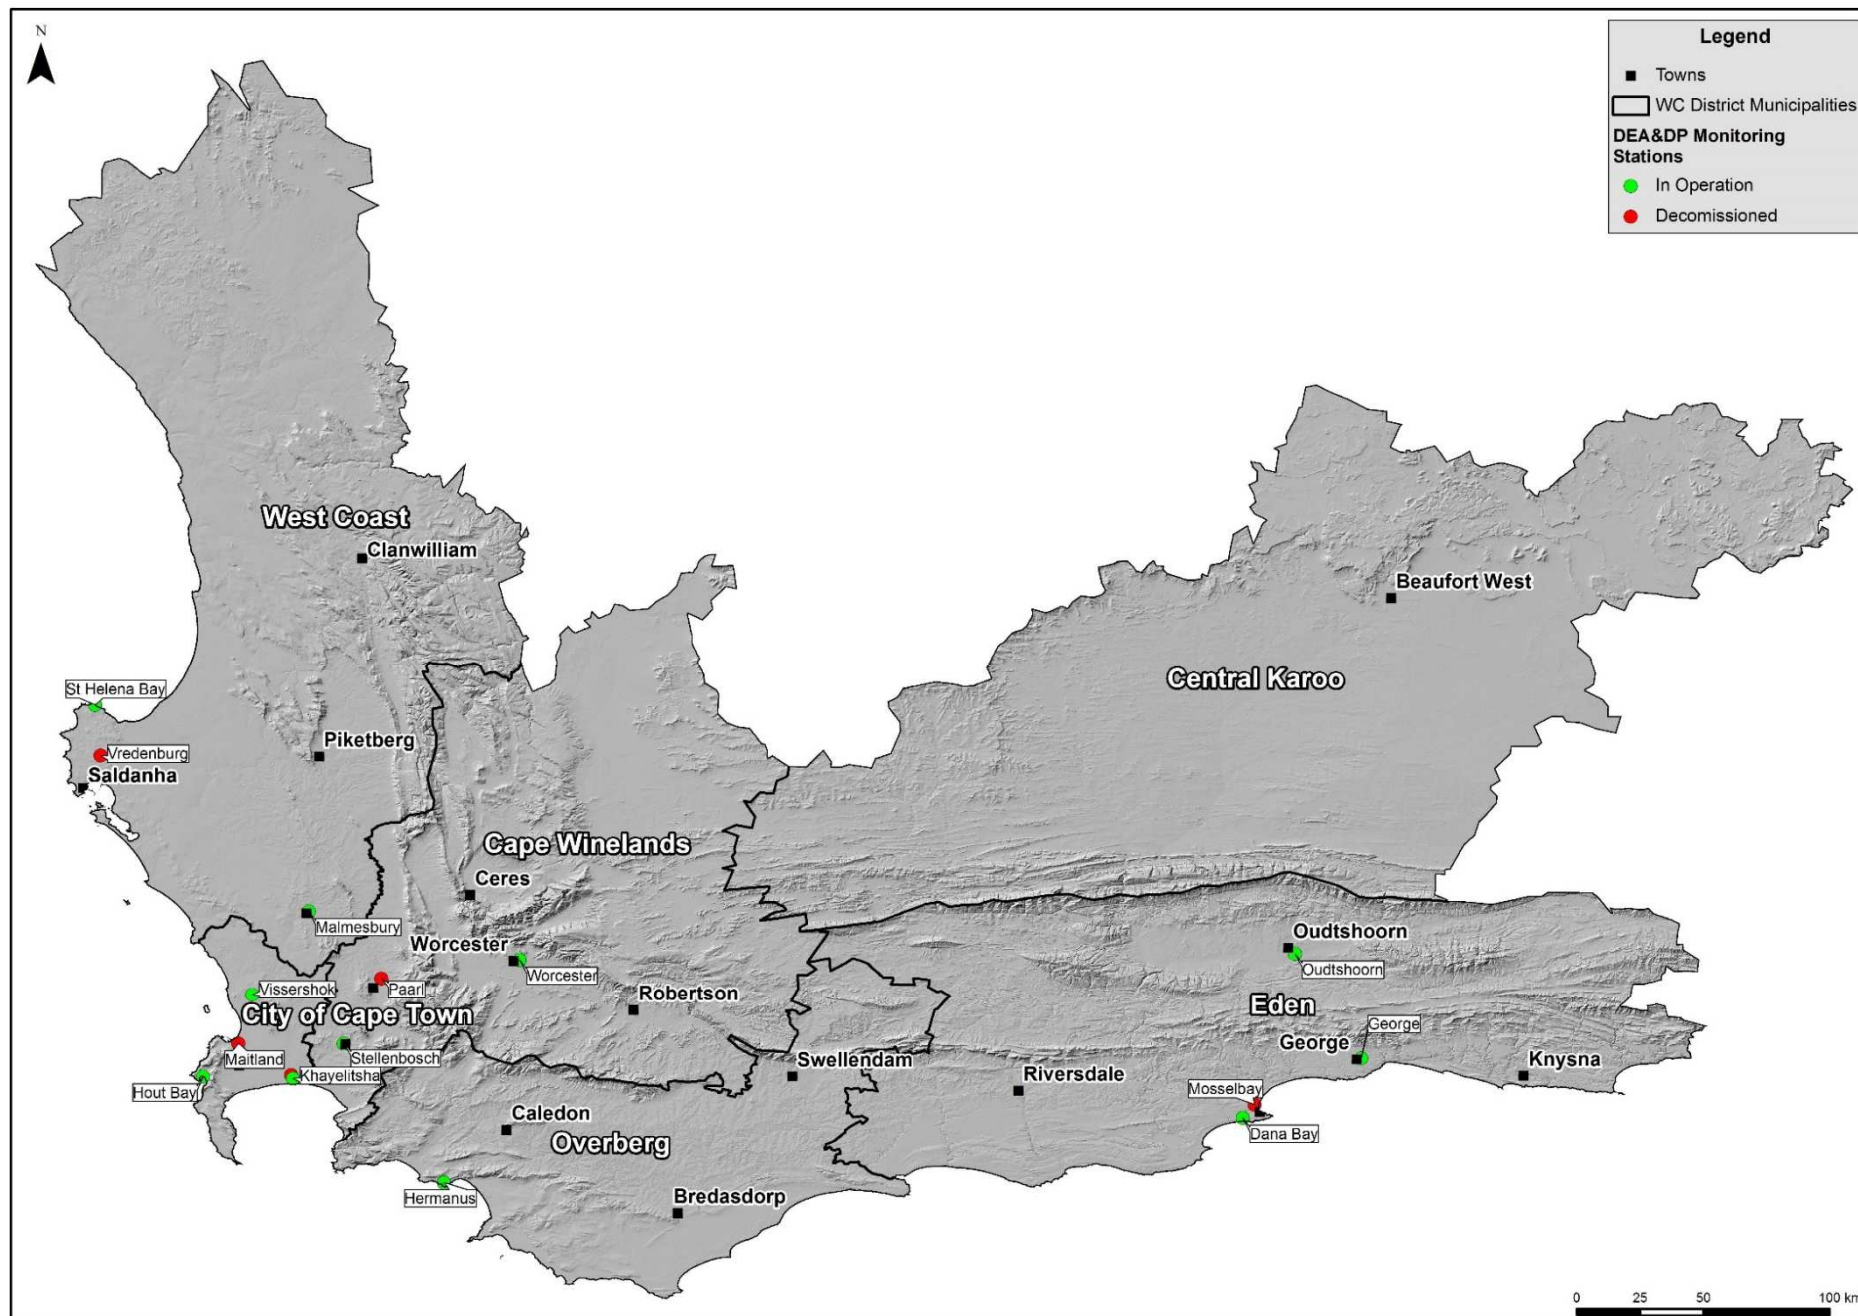 N
Legend
Towns
WC District Municipalities
DEA&DP Monitoring
Stations
In Operation
Decomissioned
West Coast
Clanwilliam
Beaufort West
Central Karoo
St Helena Bay
Piketberg
Vredenburg
Saldanha
Cape Winelands
Ceres
Malmesbury
Worcester
Worcester
Oudtshoorn
Oudtshoorn
Vissershok
Paarl
Robertson
City of Cape Town
Eden
George
George
Maitland
Stellenbosch
Swellendam
Knysna
Khayelitsha
Riversdale
Hout Bay
Mosselbay
Caledon
Overberg
Dana Bay
Hermanus
Bredasdorp
0 25 50 100 km